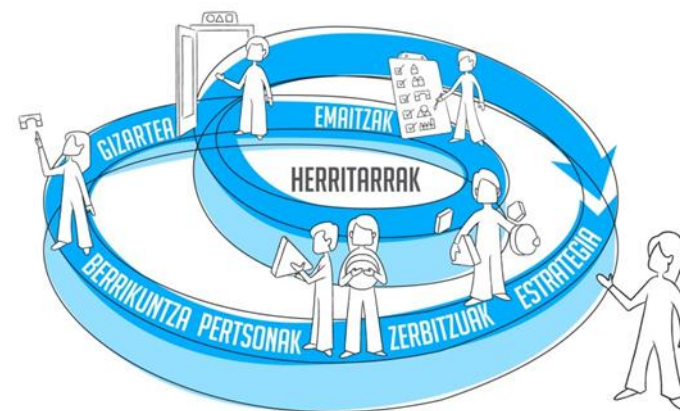 EMAITZAK
GIZARTEA
HERRITARRAK
BERRIKUNTZA PERTSONAK ZERBITZUAK ESTRATEGIA